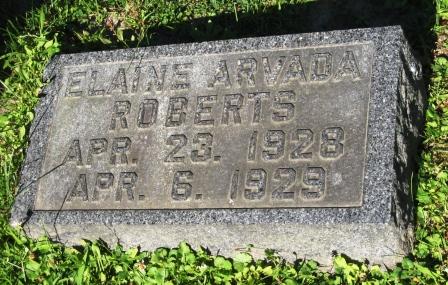 ELAINE ARVADA
ROBERTS
APR. 23. 1928
APR. 6. 1929